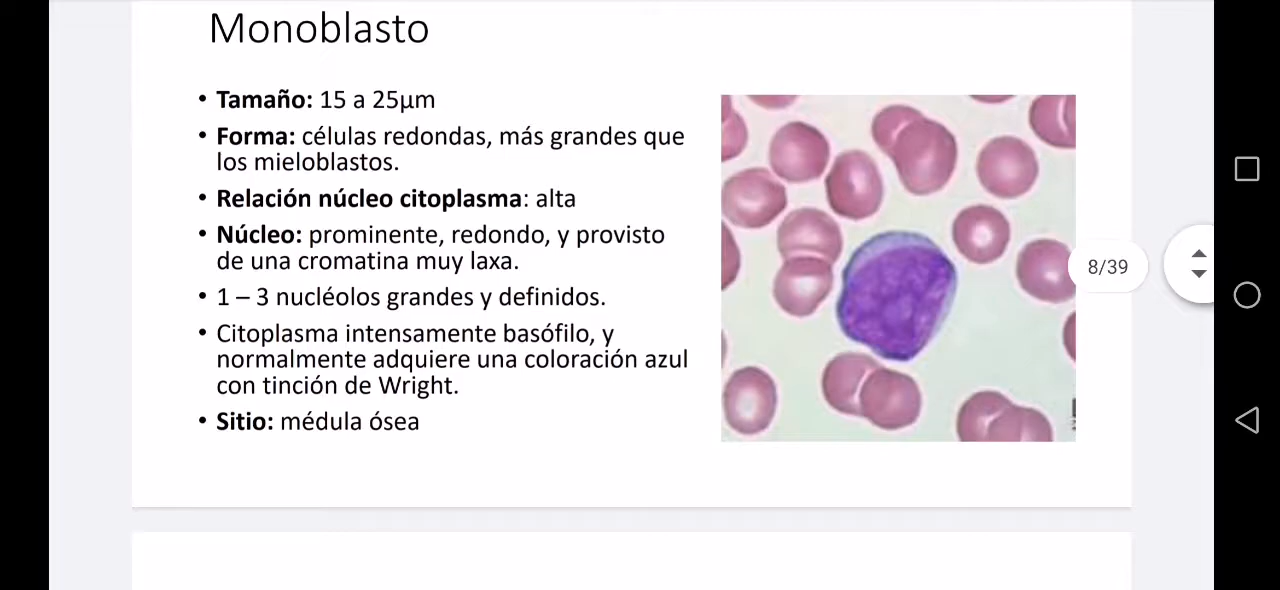 Monoblasto
• Tamaño: 15 a 25µm
• Forma: células redondas, más grandes que
los mieloblastos.
• Relación núcleo citoplasma: alta
• Núcleo: prominente, redondo, y provisto
de una cromatina muy laxa.
• 1 – 3 nucléolos grandes y definidos.
• Citoplasma intensamente basófilo, y
normalmente adquiere una coloración azul
con tinción de Wright.
• Sitio: médula ósea
8/39